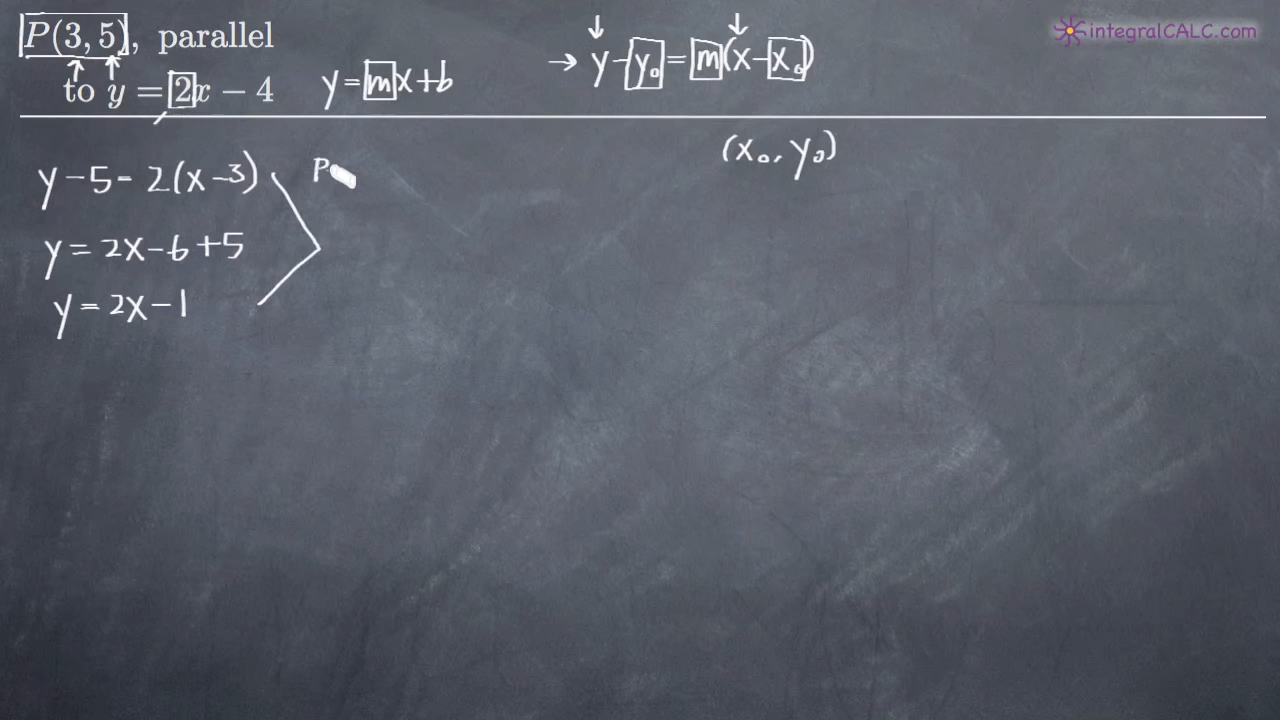 P(3, 5), parallel
to y = 2x − 4
y = mx + b
→ y − y₀ = m(x − x₀)
integralCALC.com
(x₀, y₀)
y − 5 - 2(x − 3)
P
y = 2x − 6 + 5
y = 2x − 1